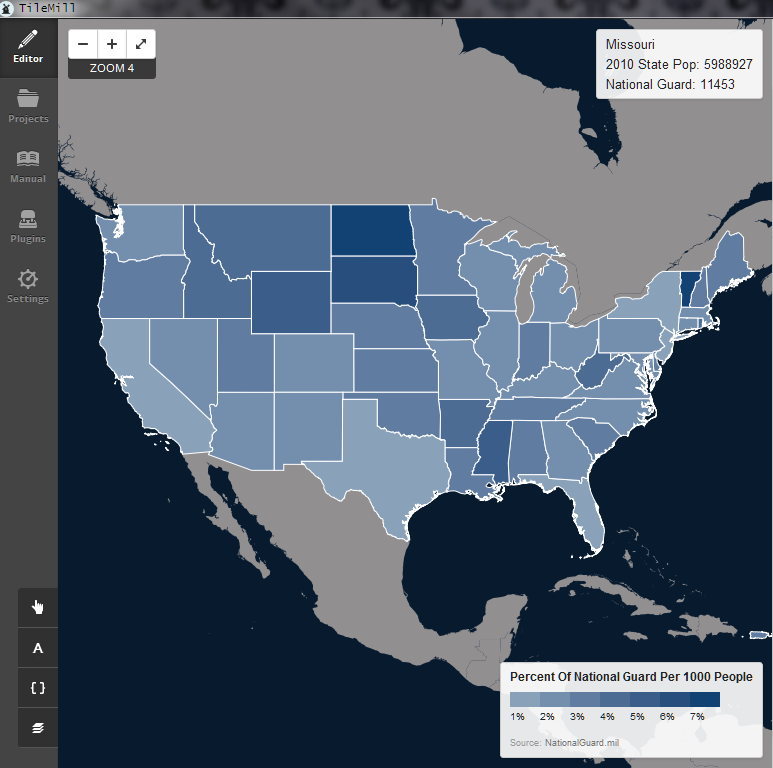 TileMill
Editor
Projects
Manual
Plugins
Settings
ZOOM 4
Missouri
2010 State Pop: 5988927
National Guard: 11453
A
{}
Percent Of National Guard Per 1000 People
1% 2% 3% 4% 5% 6% 7%
Source: NationalGuard.mil